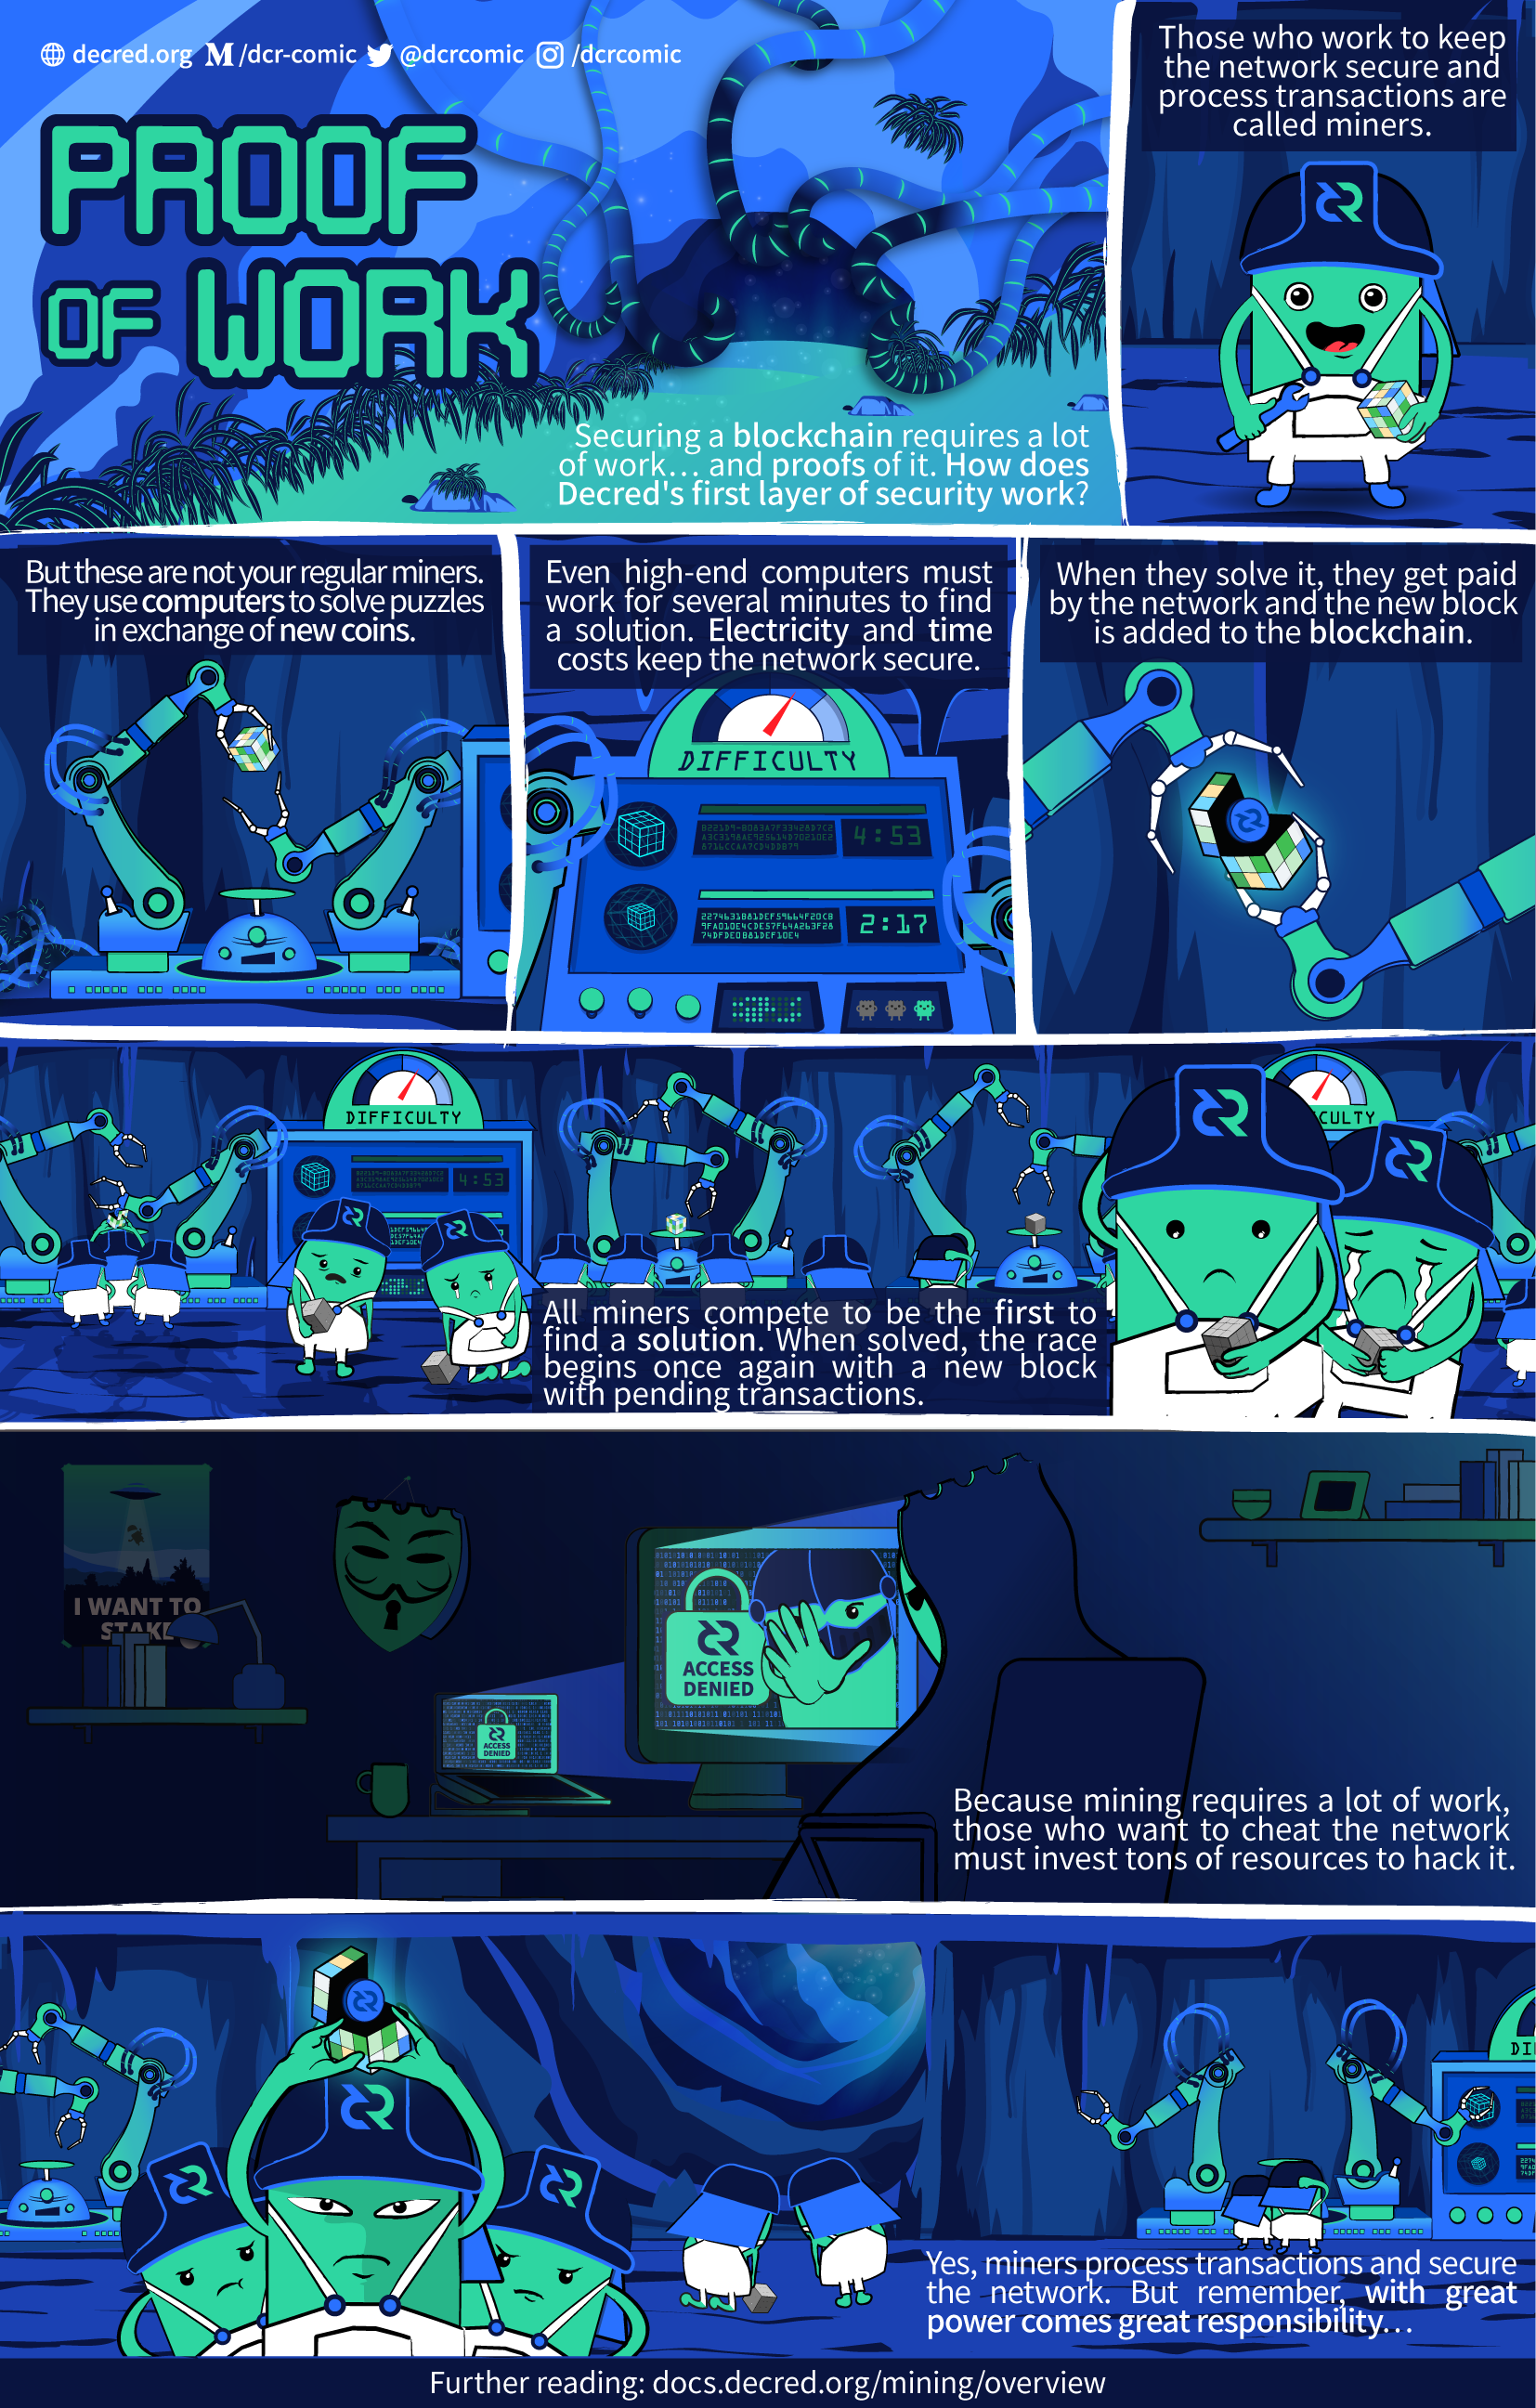 decred.org /dcr-comic @dcrcomic /dcrcomic
PROOF
OF WORK
Securing a blockchain requires a lot
of work... and proofs of it. How does
Decred's first layer of security work?
Those who work to keep
the network secure and
process transactions are
called miners.
But these are not your regular miners.
They use computers to solve puzzles
in exchange of new coins.
Even high-end computers must
work for several minutes to find
a solution. Electricity and time
costs keep the network secure.
DIFFICULTY
4:53
2:17
When they solve it, they get paid
by the network and the new block
is added to the blockchain.
DIFFICULTY
4:53
CULTY
All miners compete to be the first to
find a solution. When solved, the race
begins once again with a new block
with pending transactions.
I WANT TO
STAKE
ACCESS
DENIED
ACCESS
DENIED
Because mining requires a lot of work,
those who want to cheat the network
must invest tons of resources to hack it.
DI
Yes, miners process transactions and secure
the network. But remember, with great
power comes great responsibility...
Further reading: docs.decred.org/mining/overview